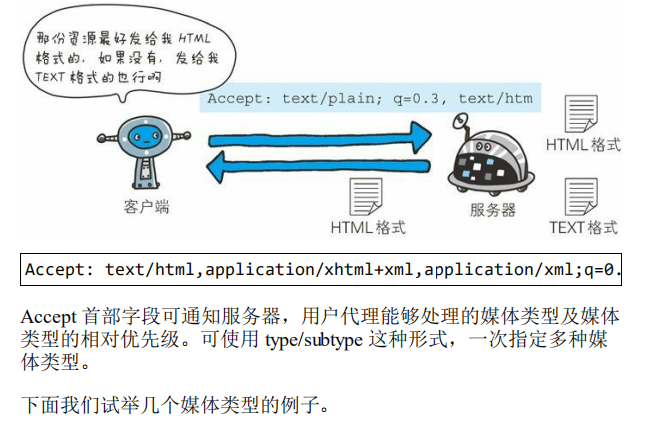 那份资源最好发给我 HTML
格式的，如果没有，发给我
TEXT 格式的也行啊
Accept: text/plain; q=0.3, text/htm
HTML 格式
客户端
服务器
HTML 格式
TEXT 格式
Accept: text/html,application/xhtml+xml,application/xml;q=0.
Accept 首部字段可通知服务器，用户代理能够处理的媒体类型及媒体
类型的相对优先级。可使用 type/subtype 这种形式，一次指定多种媒
体类型。
下面我们试举几个媒体类型的例子。